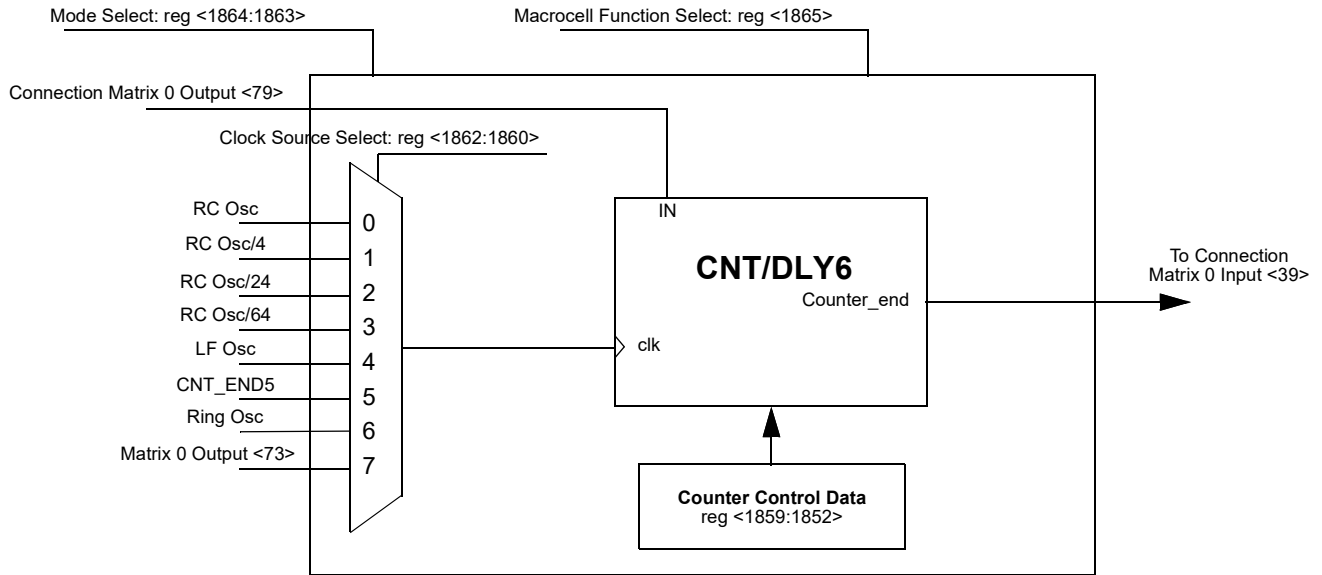 Mode Select: reg <1864:1863>
Macrocell Function Select: reg <1865>
Connection Matrix 0 Output <79>
Clock Source Select: reg <1862:1860>
RC Osc
0
RC Osc/4
1
RC Osc/24
2
RC Osc/64
3
LF Osc
4
CNT_END5
5
Ring Osc
6
Matrix 0 Output <73>
7
IN
CNT/DLY6
Counter_end
clk
To Connection
Matrix 0 Input <39>
Counter Control Data
reg <1859:1852>